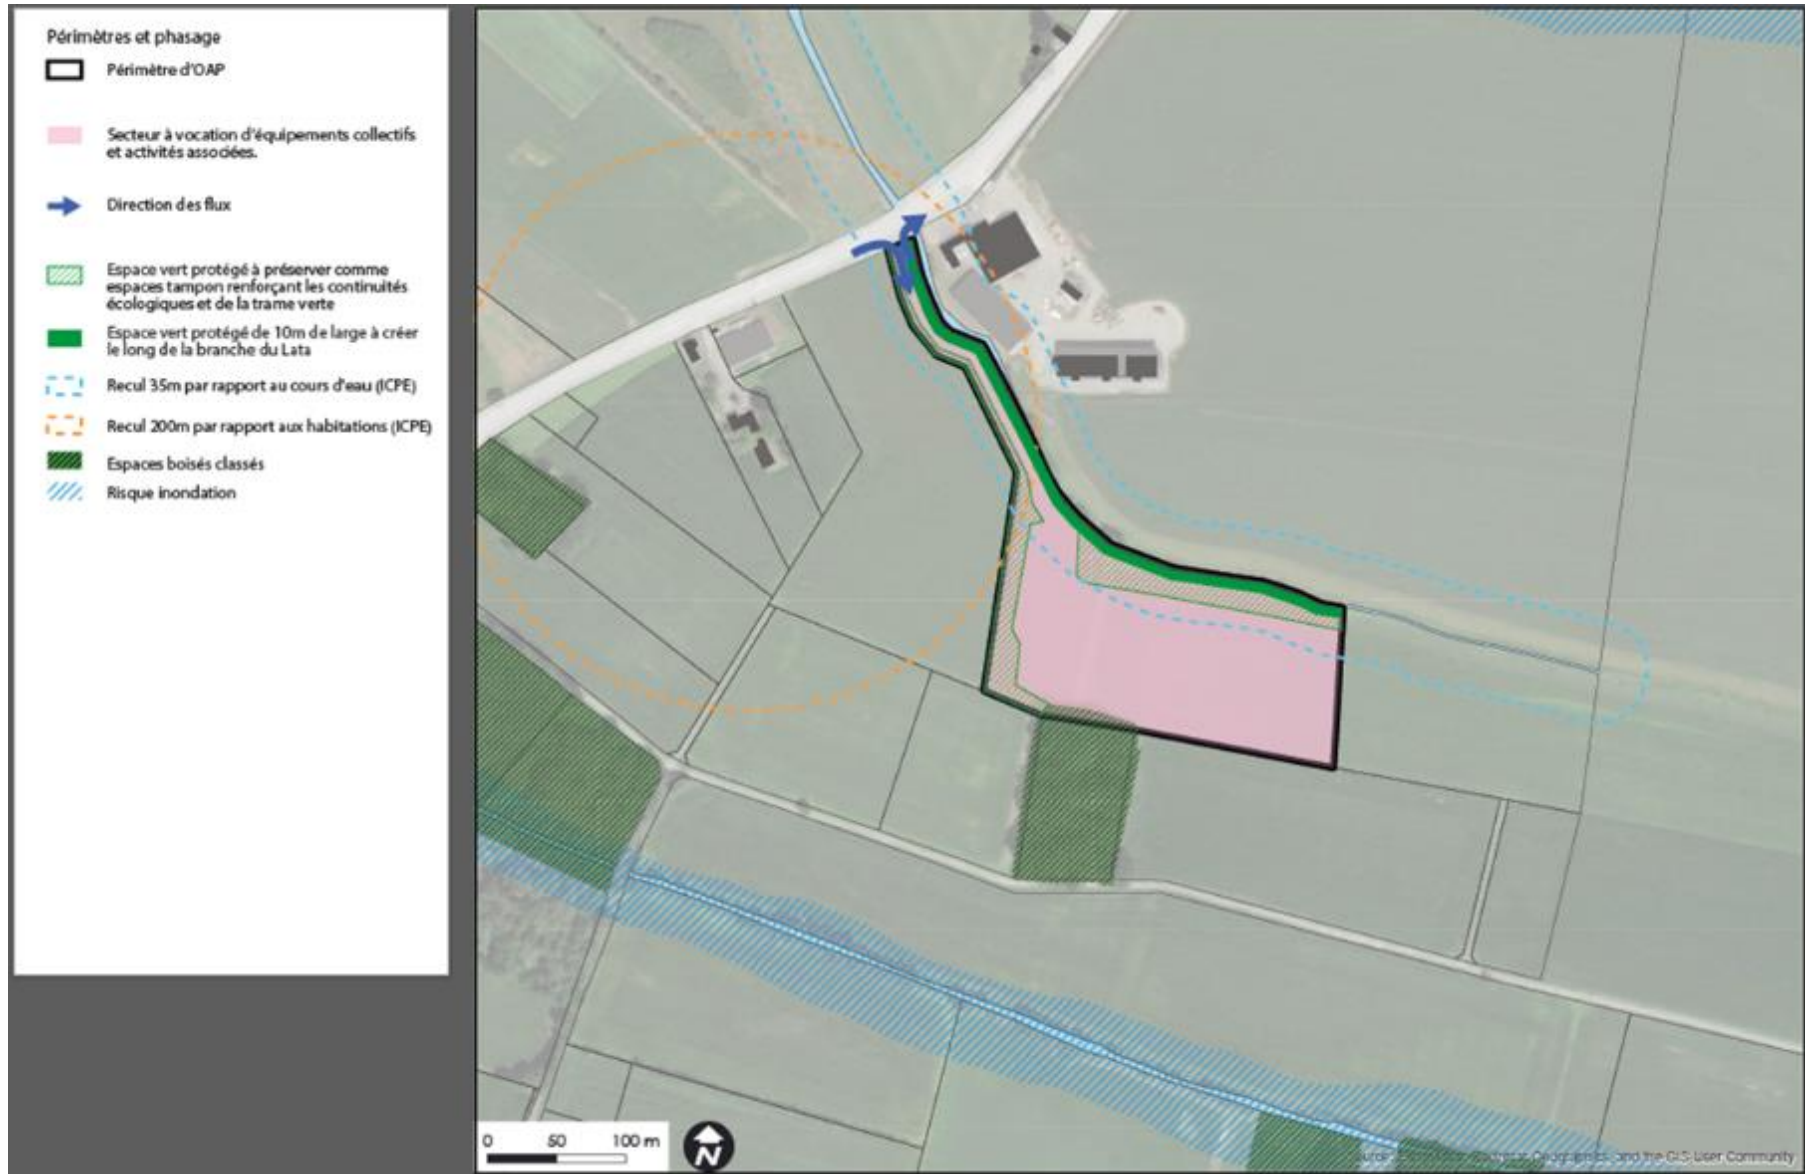 Périmètres et phasage
Périmètre d'OAP
Secteur à vocation d'équipements collectifs
et activités associées.
Direction des flux
Espace vert protégé à préserver comme
espaces tampon renforçant les continuités
écologiques et de la trame verte
Espace vert protégé de 10m de large à créer
le long de la branche du Lata
Recul 35m par rapport au cours d'eau (ICPE)
Recul 200m par rapport aux habitations (ICPE)
Espaces boisés classés
Risque inondation
0 50 100 m
N
and the GIS User Community